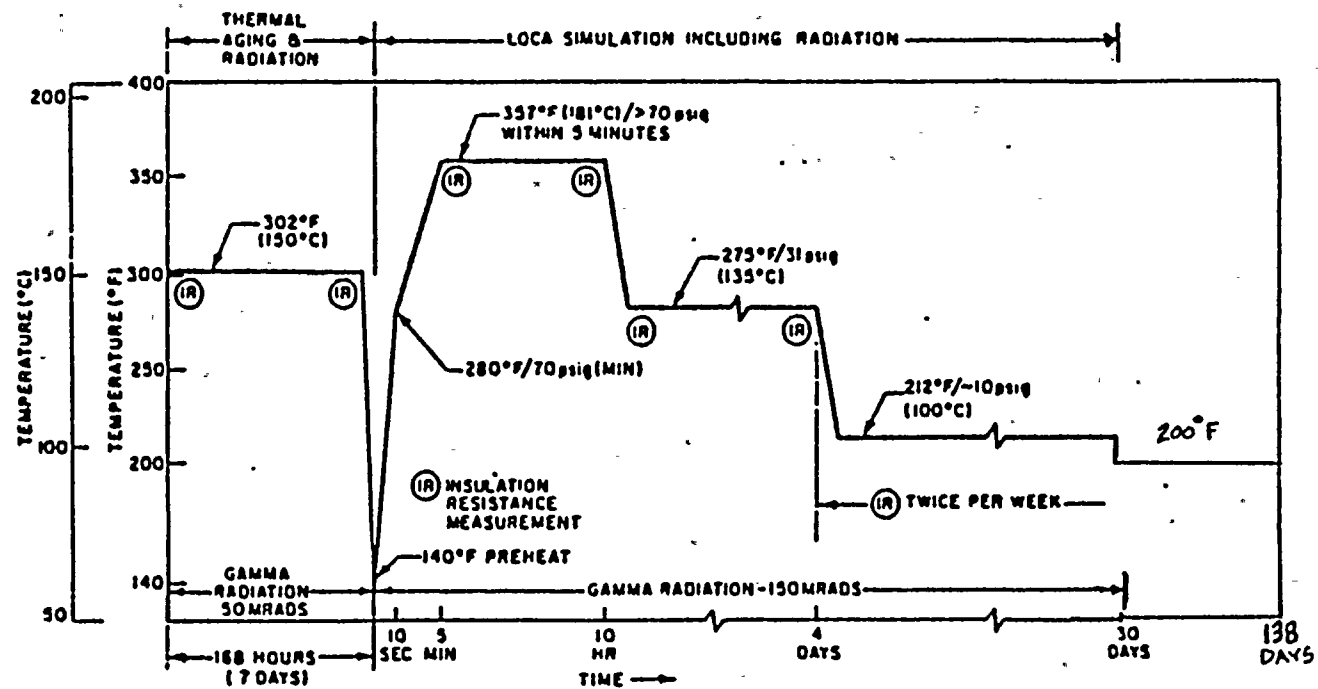 THERMAL
AGING &
RADIATION
LOCA SIMULATION INCLUDING RADIATION
200
400
357°F (181°C)/>70 psig
WITHIN 5 MINUTES
IR
IR
350
302°F
(150°C)
275°F/31 psig
(135°C)
150
300
IR
IR
IR
IR
TEMPERATURE (°C)
TEMPERATURE (°F)
250
280°F/70 psig (MIN)
212°F/~10 psig
(100°C)
200°F
100
200
IR INSULATION
RESISTANCE
MEASUREMENT
IR TWICE PER WEEK
140°F PREHEAT
140
GAMMA
RADIATION
50 MRADS
GAMMA RADIATION-150 MRADS
50
10 5 10 4 30 138
SEC MIN HR DAYS DAYS DAYS
168 HOURS
(7 DAYS)
TIME